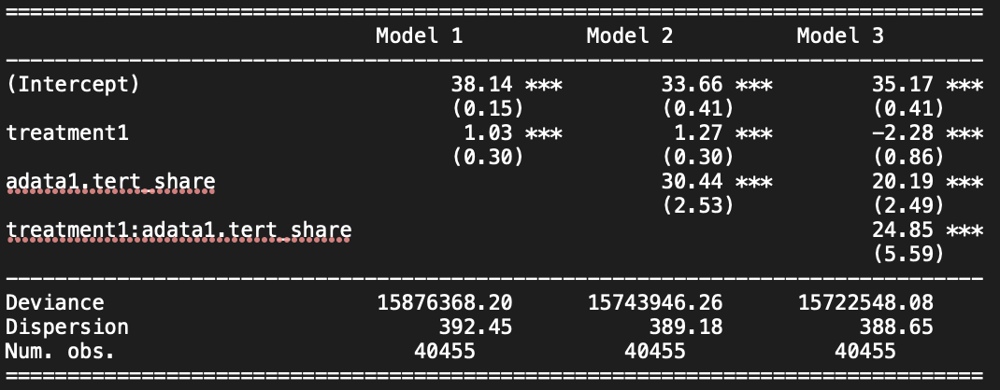 Model 1 Model 2 Model 3
(Intercept) 38.14 *** 33.66 *** 35.17 ***
(0.15) (0.41) (0.41)
treatment1 1.03 *** 1.27 *** -2.28 ***
(0.30) (0.30) (0.86)
adata1.tert_share 30.44 *** 20.19 ***
(2.53) (2.49)
treatment1:adata1.tert_share 24.85 ***
(5.59)
Deviance 15876368.20 15743946.26 15722548.08
Dispersion 392.45 389.18 388.65
Num. obs. 40455 40455 40455